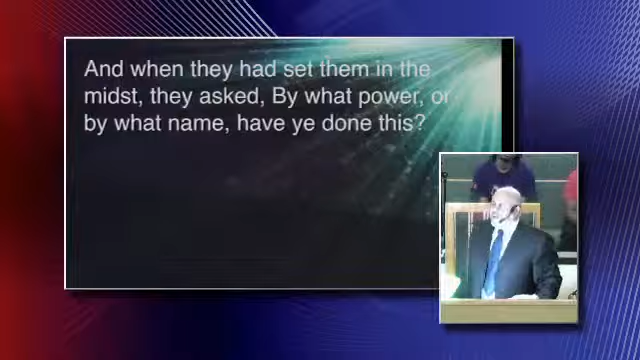 And when they had set them in the
midst, they asked, By what power, or
by what name, have ye done this?